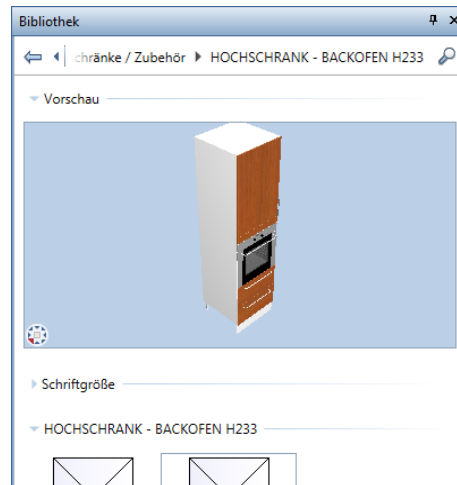 Bibliothek
chränke / Zubehör HOCHSCHRANK - BACKOFEN H233
Vorschau
Schriftgröße
HOCHSCHRANK - BACKOFEN H233